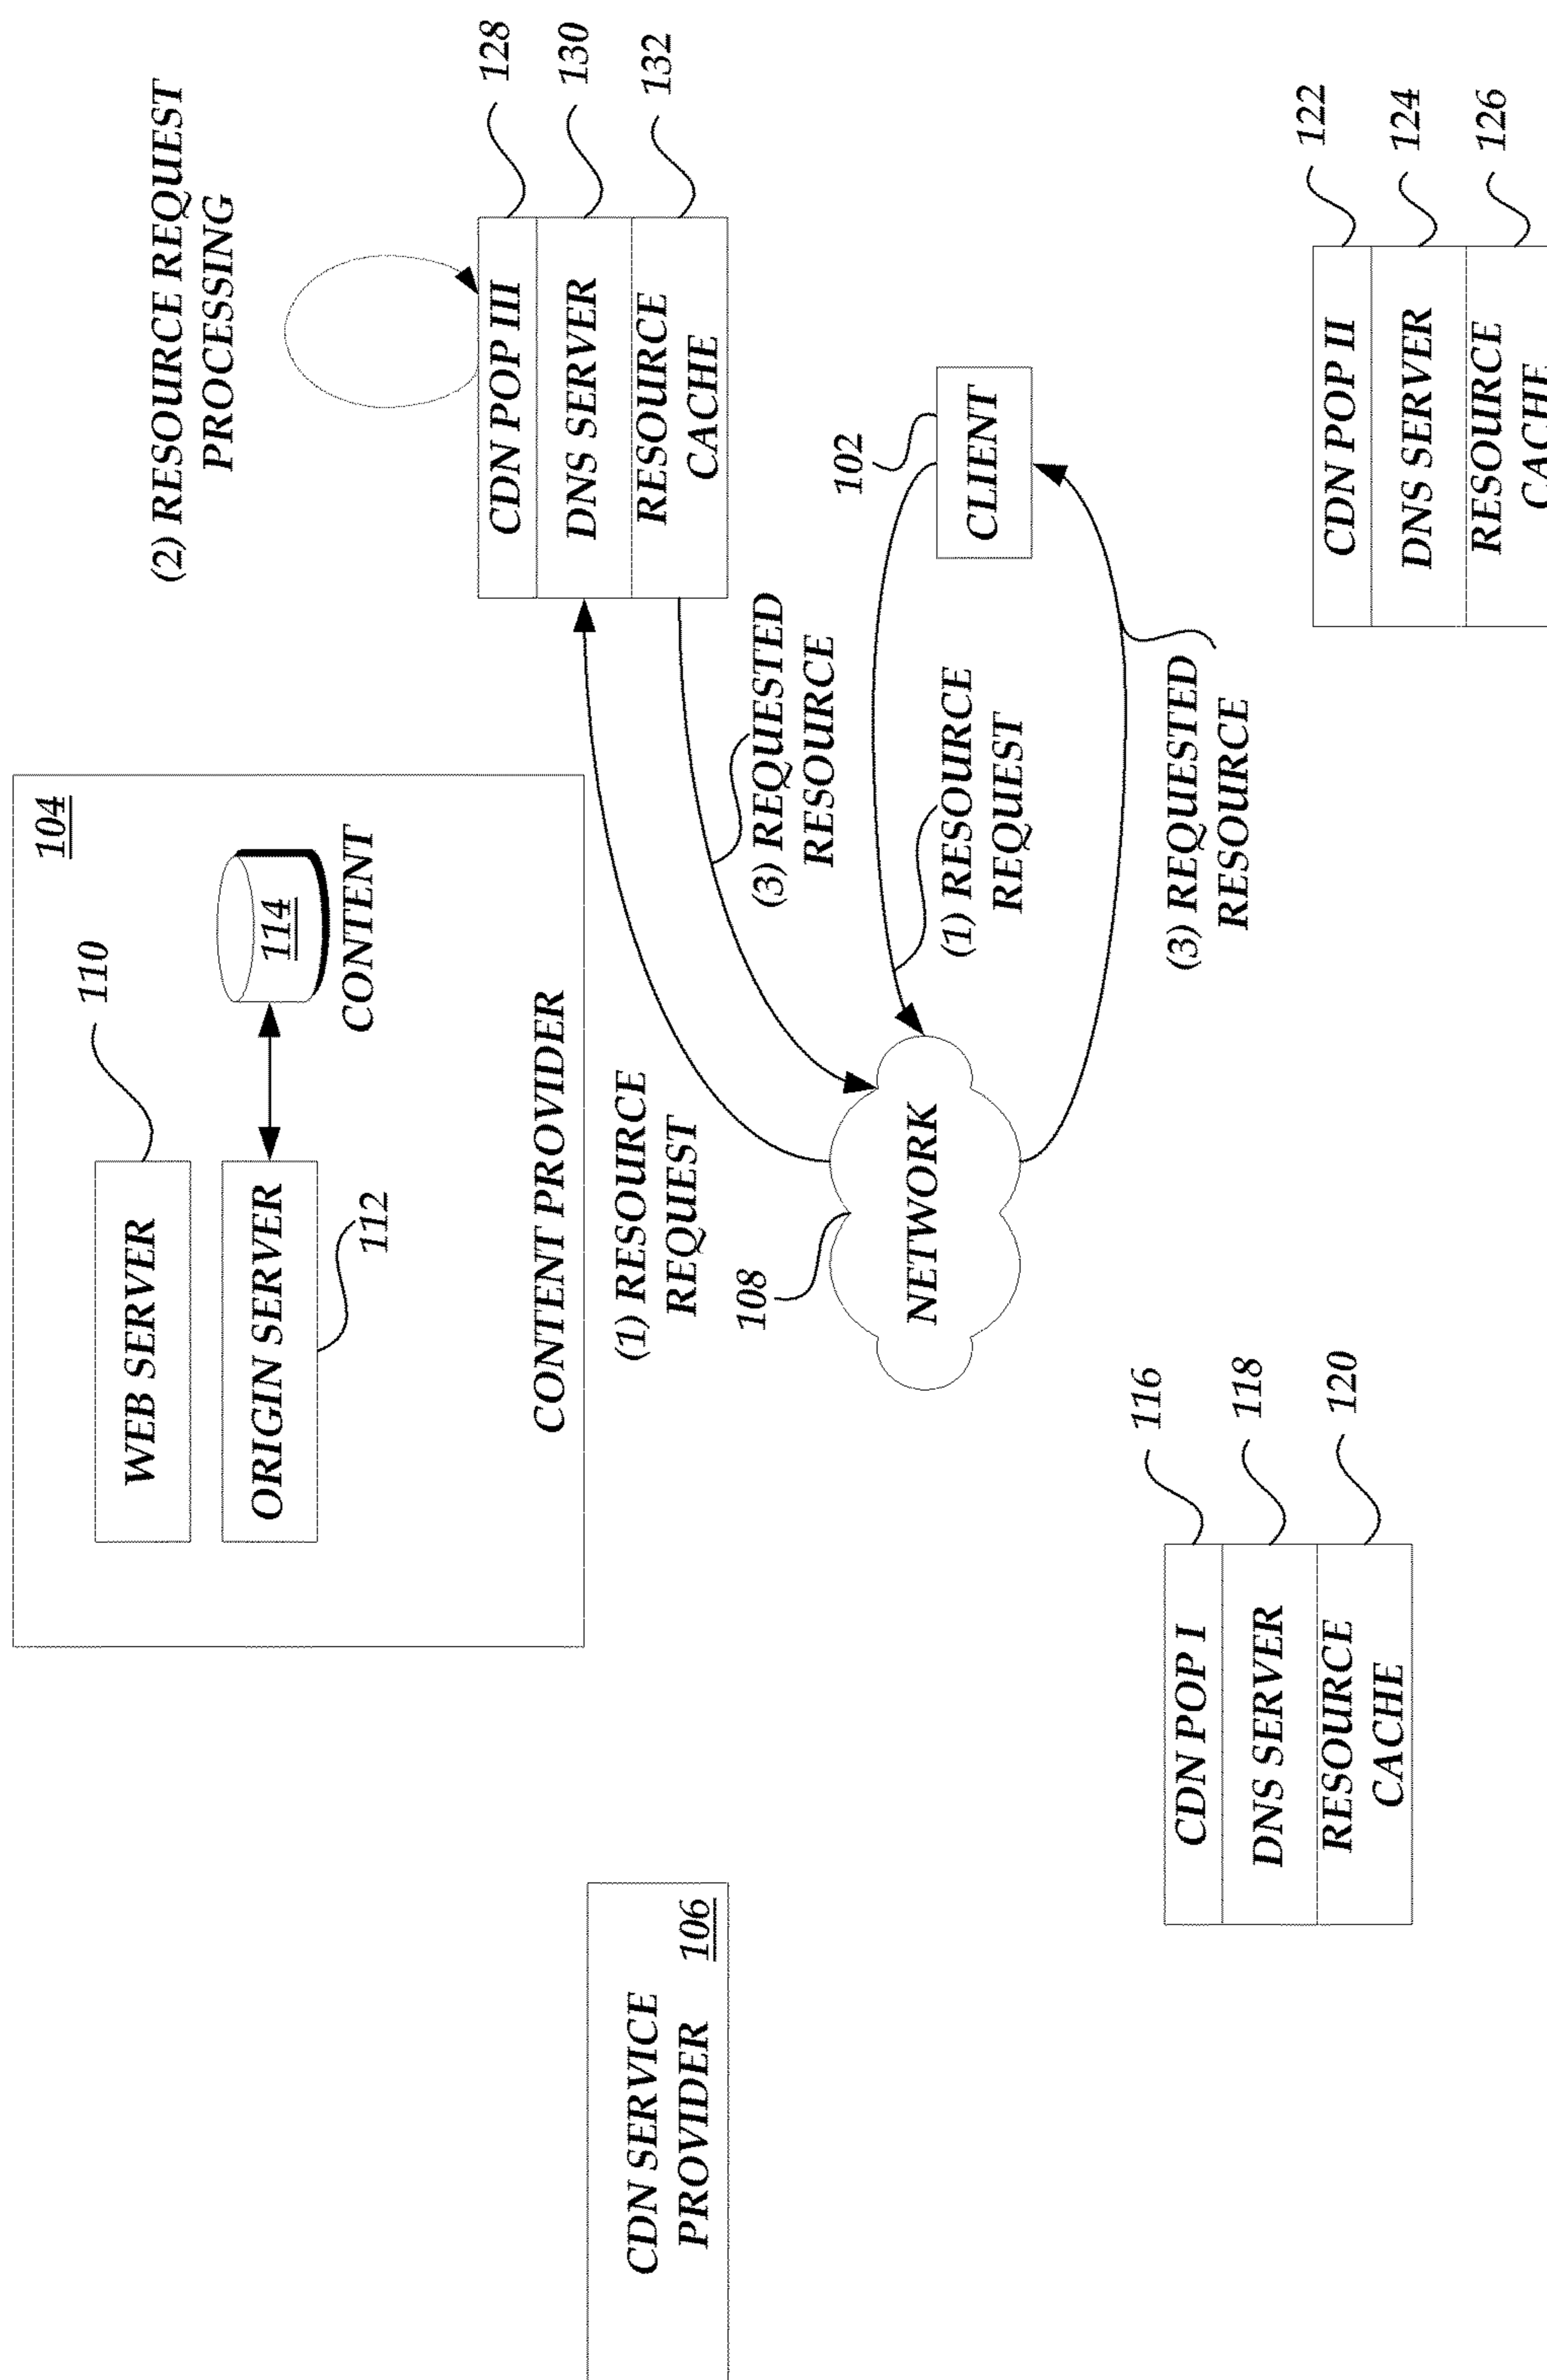 104
WEB SERVER
110
ORIGIN SERVER
112
114
CONTENT
CONTENT PROVIDER
(2) RESOURCE REQUEST
PROCESSING
CDN POP III
128
DNS SERVER
130
RESOURCE
CACHE
132
CDN SERVICE
PROVIDER
106
(1) RESOURCE
REQUEST
(3) REQUESTED
RESOURCE
108
NETWORK
102
CLIENT
(1) RESOURCE
REQUEST
(3) REQUESTED
RESOURCE
CDN POP I
116
DNS SERVER
118
RESOURCE
CACHE
120
CDN POP II
122
DNS SERVER
124
RESOURCE
CACHE
126